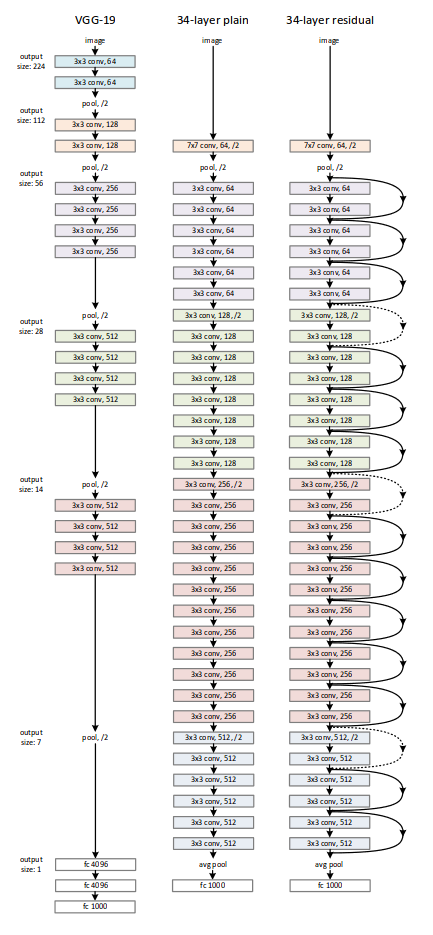 output
size: 224
output
size: 112
output
size: 56
output
size: 28
output
size: 14
output
size: 7
output
size: 1
VGG-19
image
3x3 conv, 64
3x3 conv, 64
pool, /2
3x3 conv, 128
3x3 conv, 128
pool, /2
3x3 conv, 256
3x3 conv, 256
3x3 conv, 256
3x3 conv, 256
pool, /2
3x3 conv, 512
3x3 conv, 512
3x3 conv, 512
3x3 conv, 512
pool, /2
3x3 conv, 512
3x3 conv, 512
3x3 conv, 512
3x3 conv, 512
pool, /2
fc 4096
fc 4096
fc 1000
34-layer plain
image
7x7 conv, 64, /2
pool, /2
3x3 conv, 64
3x3 conv, 64
3x3 conv, 64
3x3 conv, 64
3x3 conv, 64
3x3 conv, 64
3x3 conv, 128, /2
3x3 conv, 128
3x3 conv, 128
3x3 conv, 128
3x3 conv, 128
3x3 conv, 128
3x3 conv, 128
3x3 conv, 128
3x3 conv, 256, /2
3x3 conv, 256
3x3 conv, 256
3x3 conv, 256
3x3 conv, 256
3x3 conv, 256
3x3 conv, 256
3x3 conv, 256
3x3 conv, 256
3x3 conv, 256
3x3 conv, 256
3x3 conv, 256
3x3 conv, 512, /2
3x3 conv, 512
3x3 conv, 512
3x3 conv, 512
3x3 conv, 512
3x3 conv, 512
avg pool
fc 1000
34-layer residual
image
7x7 conv, 64, /2
pool, /2
3x3 conv, 64
3x3 conv, 64
3x3 conv, 64
3x3 conv, 64
3x3 conv, 64
3x3 conv, 64
3x3 conv, 128, /2
3x3 conv, 128
3x3 conv, 128
3x3 conv, 128
3x3 conv, 128
3x3 conv, 128
3x3 conv, 128
3x3 conv, 128
3x3 conv, 256, /2
3x3 conv, 256
3x3 conv, 256
3x3 conv, 256
3x3 conv, 256
3x3 conv, 256
3x3 conv, 256
3x3 conv, 256
3x3 conv, 256
3x3 conv, 256
3x3 conv, 256
3x3 conv, 256
3x3 conv, 512, /2
3x3 conv, 512
3x3 conv, 512
3x3 conv, 512
3x3 conv, 512
3x3 conv, 512
avg pool
fc 1000